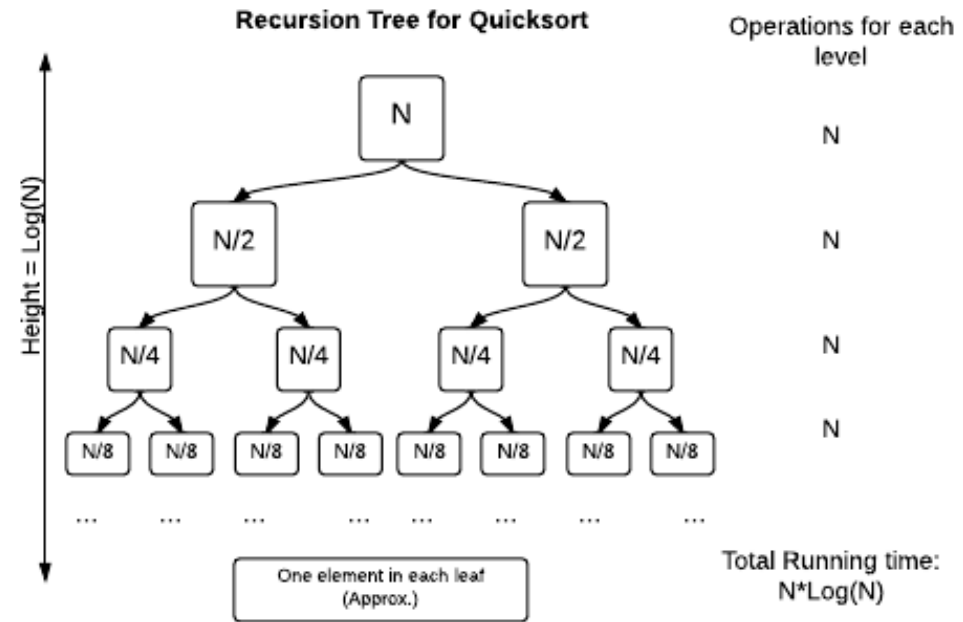 Recursion Tree for Quicksort
Operations for each
level
Height = Log(N)
N
N
N/2
N/2
N
N/4
N/4
N/4
N/4
N
N/8
N/8
N/8
N/8
N/8
N/8
N/8
N/8
N
...
...
...
...
...
...
...
...
One element in each leaf
(Approx.)
Total Running time:
N*Log(N)